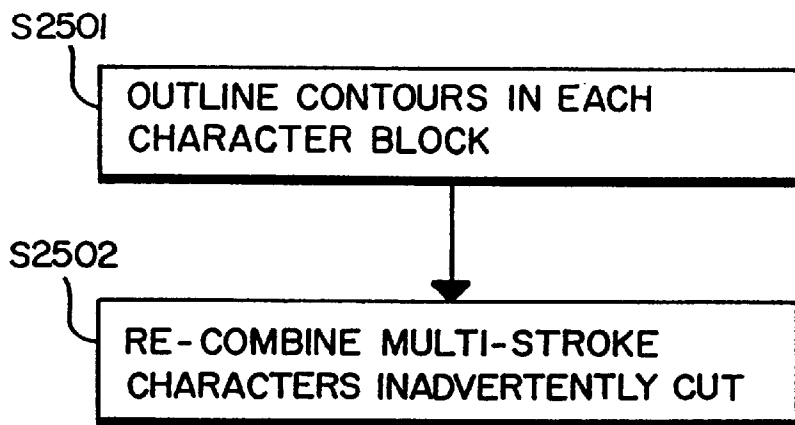 S2501
OUTLINE CONTOURS IN EACH
CHARACTER BLOCK
S2502
RE-COMBINE MULTI-STROKE
CHARACTERS INADVERTENTLY CUT